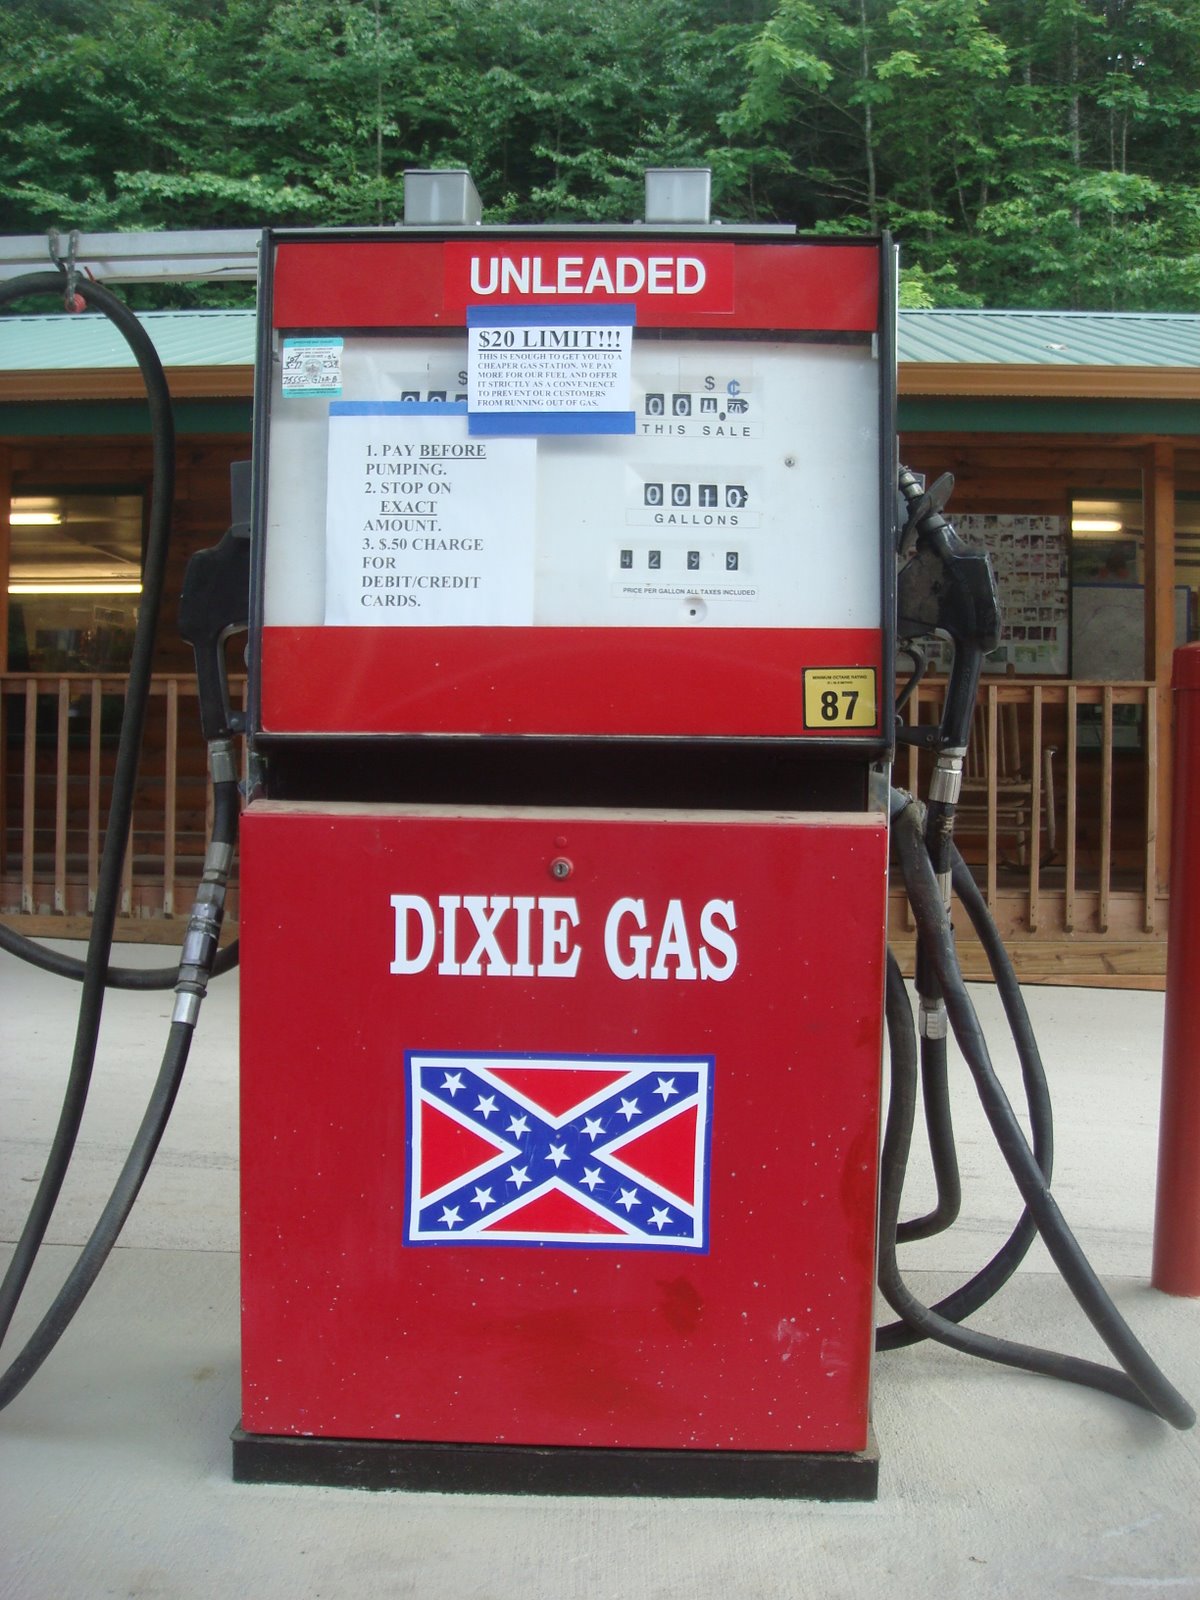 UNLEADED
$20 LIMIT!!!
THIS IS ENOUGH TO GET YOU TO A
CHEAPER GAS STATION. WE PAY
MORE FOR OUR FUEL AND OFFER
IT STRICTLY AS A CONVENIENCE
TO PREVENT OUR CUSTOMERS
FROM RUNNING OUT OF GAS.
$
$ ¢
THIS SALE
1. PAY BEFORE
PUMPING.
2. STOP ON
EXACT
AMOUNT.
3. $.50 CHARGE
FOR
DEBIT/CREDIT
CARDS.
0010
GALLONS
4 2 9 9
PRICE PER GALLON ALL TAXES INCLUDED
MINIMUM OCTANE RATING
87
DIXIE GAS